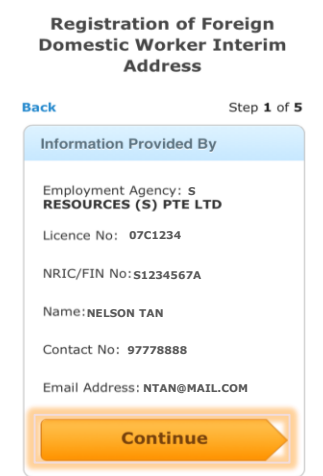 Registration of Foreign
Domestic Worker Interim
Address
Back Step 1 of 5
Information Provided By
Employment Agency: S
RESOURCES (S) PTE LTD
Licence No: 07C1234
NRIC/FIN No: S1234567A
Name: NELSON TAN
Contact No: 97778888
Email Address: NTAN@MAIL.COM
Continue